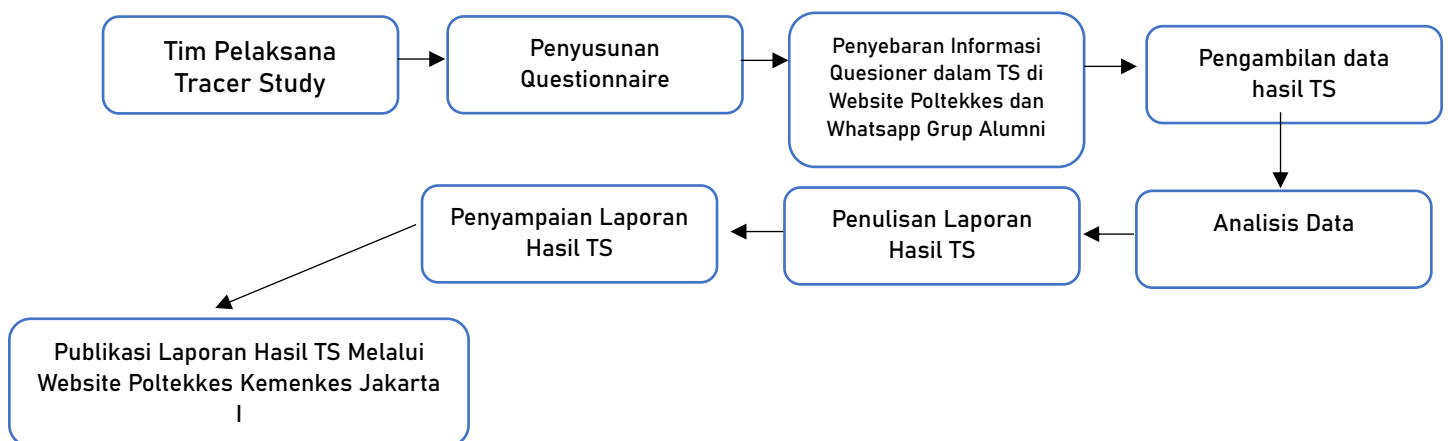 Tim Pelaksana
Tracer Study
Penyusunan
Questionnaire
Penyebaran Informasi
Quesioner dalam TS di
Website Poltekkes dan
Whatsapp Grup Alumni
Pengambilan data
hasil TS
Analisis Data
Penulisan Laporan
Hasil TS
Penyampaian Laporan
Hasil TS
Publikasi Laporan Hasil TS Melalui
Website Poltekkes Kemenkes Jakarta
I